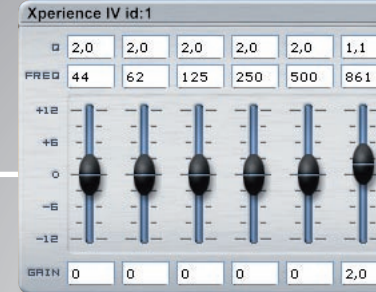 Xperience IV id:1
Q 2,0 2,0 2,0 2,0 2,0 1,1
FREQ 44 62 125 250 500 861
+12
+6
0
-6
-12
GAIN 0 0 0 0 0 2,0